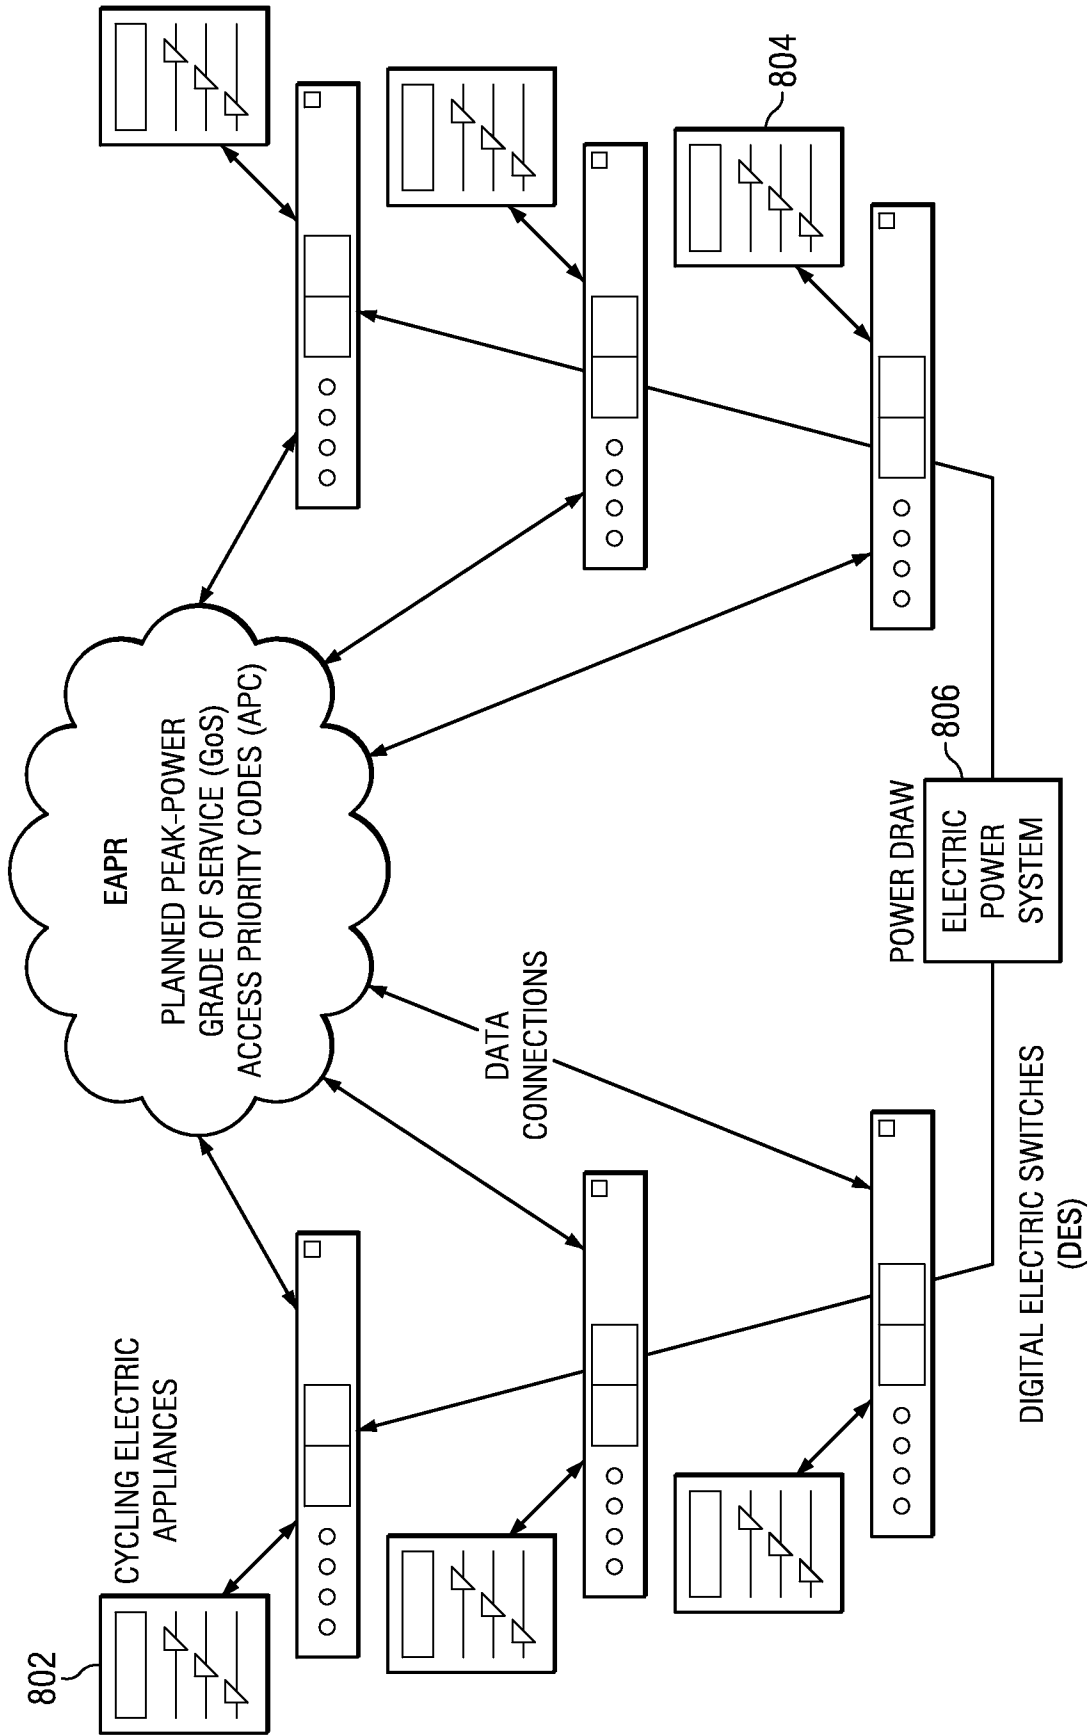 802
CYCLING ELECTRIC
APPLIANCES
EAPR
PLANNED PEAK-POWER
GRADE OF SERVICE (GoS)
ACCESS PRIORITY CODES (APC)
DATA
CONNECTIONS
804
POWER DRAW
806
ELECTRIC
POWER
SYSTEM
DIGITAL ELECTRIC SWITCHES
(DES)